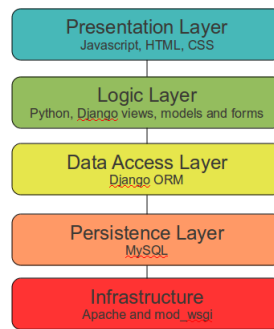 Presentation Layer
Javascript, HTML, CSS
Logic Layer
Python, Django views, models and forms
Data Access Layer
Django ORM
Persistence Layer
MySQL
Infrastructure
Apache and mod_wsgi